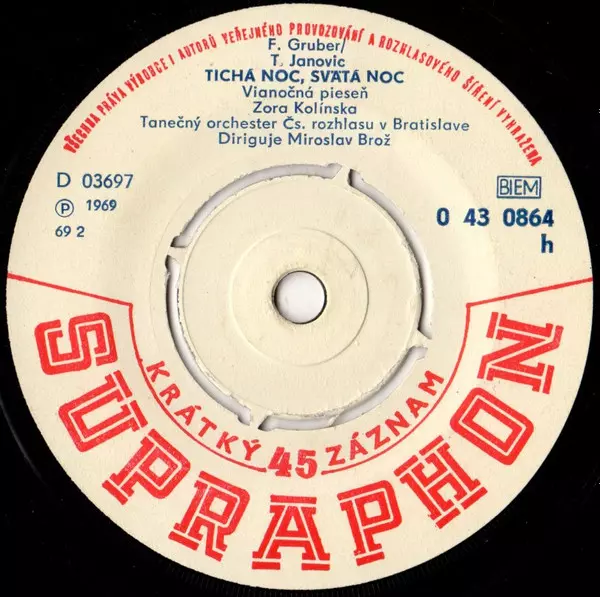 VŠECHNA PRÁVA VÝROBCE I AUTORŮ VEŘEJNÉHO PROVOZOVÁNÍ A ROZHLASOVÉHO ŠÍŘENÍ VYHRAŽENA
F. Gruber/
T. Janovic
TICHÁ NOC, SVÄTÁ NOC
Vianočná pieseň
Zora Kolínska
Tanečný orchester Čs. rozhlasu v Bratislave
Diriguje Miroslav Brož
D 03697
Ⓟ 1969
69 2
BIEM
0 43 0864
h
KRÁTKÝ 45 ZÁZNAM
SUPRAPHON